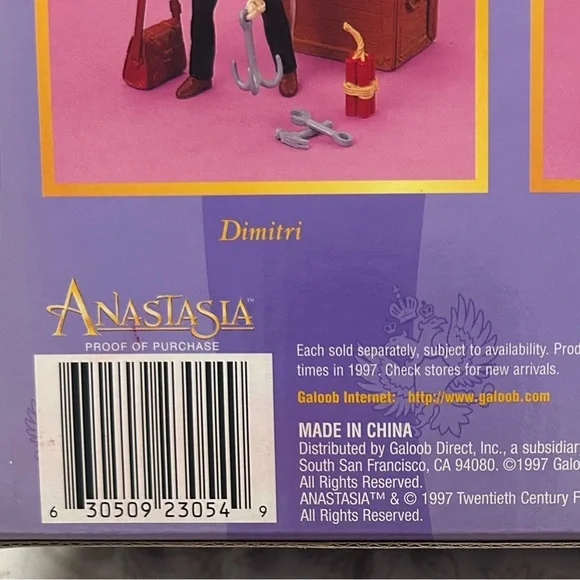 Dimitri
ANASTASIA™
PROOF OF PURCHASE
6 30509 23054 9
Each sold separately, subject to availability. Prod
times in 1997. Check stores for new arrivals.
Galoob Internet: http://www.galoob.com
MADE IN CHINA
Distributed by Galoob Direct, Inc., a subsidiar
South San Francisco, CA 94080. ©1997 Galo
All Rights Reserved.
ANASTASIA™ & © 1997 Twentieth Century F
All Rights Reserved.